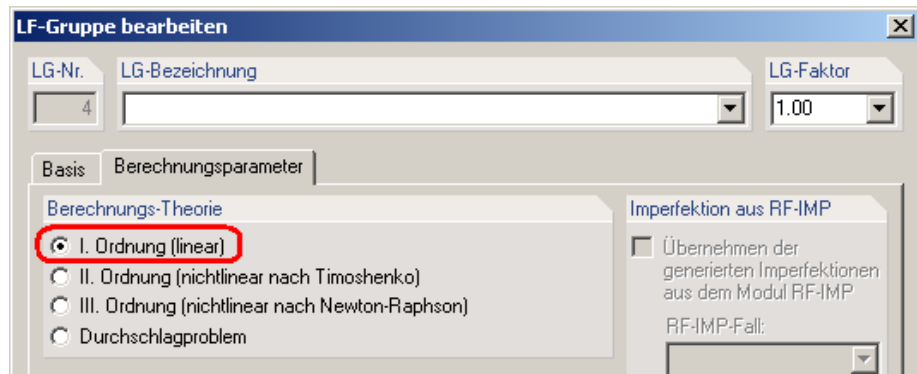 LF-Gruppe bearbeiten
LG-Nr.
LG-Bezeichnung
LG-Faktor
4
1.00
Basis
Berechnungsparameter
Berechnungs-Theorie
I. Ordnung (linear)
II. Ordnung (nichtlinear nach Timoshenko)
III. Ordnung (nichtlinear nach Newton-Raphson)
Durchschlagproblem
Imperfektion aus RF-IMP
Übernehmen der
generierten Imperfektionen
aus dem Modul RF-IMP
RF-IMP-Fall: